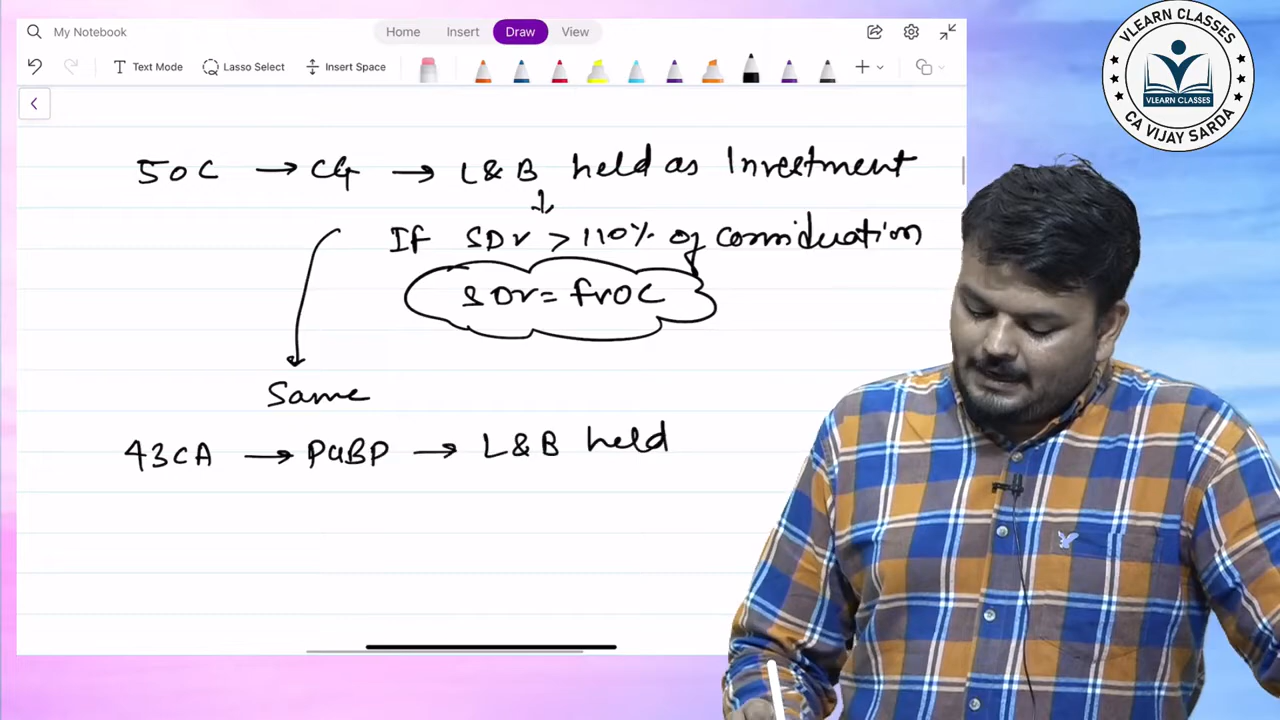 My Notebook
Home Insert Draw View
Text Mode Lasso Select Insert Space
50C → CG → L&B held as Investment
↓
If SDV > 110% of consideration
SDV = FVOC
Same
43CA → PGBP → L&B held
VLEARN CLASSES
VLEARN CLASSES
CA VIJAY SARDA